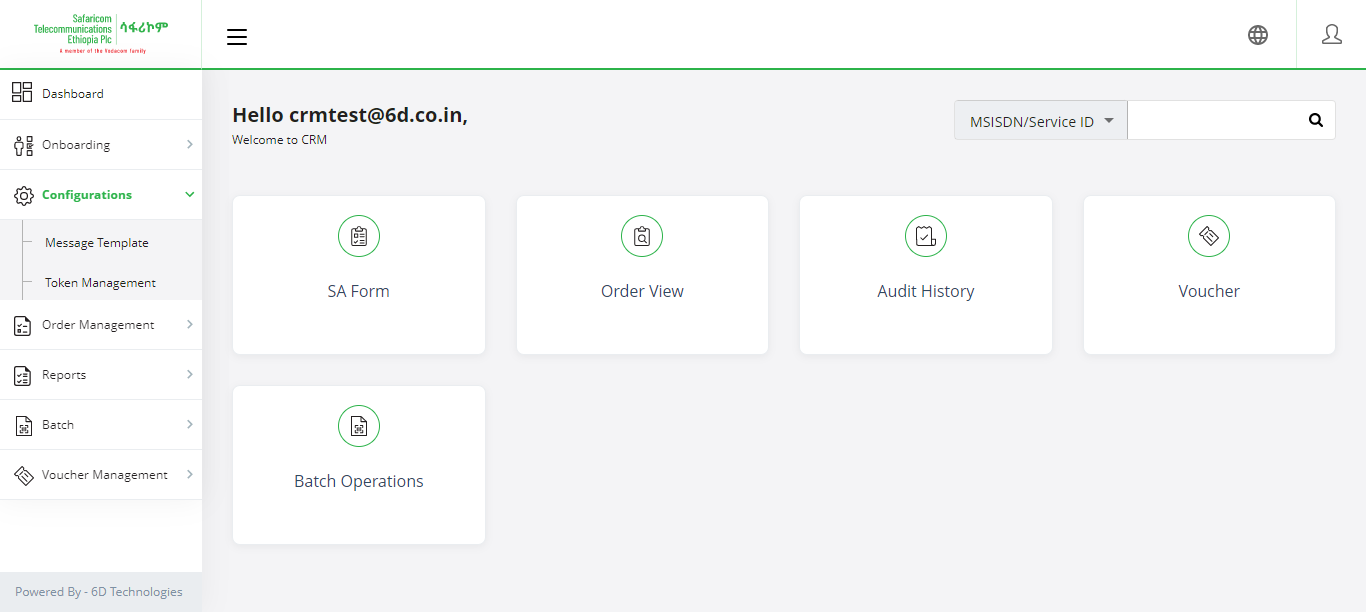 Safaricom
Telecommunications
Ethiopia Plc
ሳፋሪኮም
A member of the Vodacom family
Dashboard
Onboarding
Configurations
Message Template
Token Management
Order Management
Reports
Batch
Voucher Management
Powered By - 6D Technologies
Hello crmtest@6d.co.in,
Welcome to CRM
MSISDN/Service ID
SA Form
Order View
Audit History
Voucher
Batch Operations